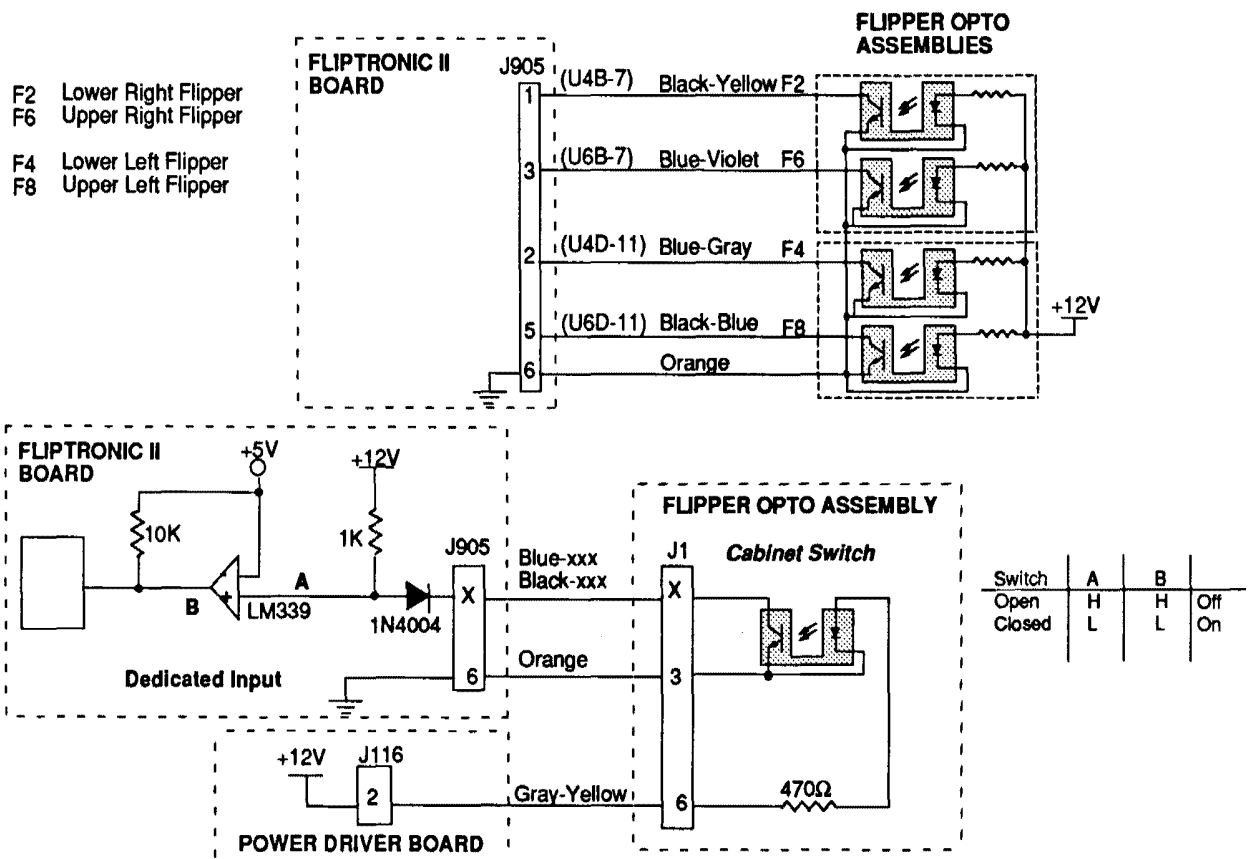 FLIPPER OPTO
ASSEMBLIES
FLIPTRONIC II
BOARD
J905
F2 Lower Right Flipper
F6 Upper Right Flipper
F4 Lower Left Flipper
F8 Upper Left Flipper
1 (U4B-7) Black-Yellow F2
3 (U6B-7) Blue-Violet F6
2 (U4D-11) Blue-Gray F4
5 (U6D-11) Black-Blue F8
6 Orange
+12V
FLIPTRONIC II
BOARD
+5V
+12V
10K
1K
J905
A
B
-
+
LM339
1N4004
X
6
Dedicated Input
Blue-xxx
Black-xxx
Orange
FLIPPER OPTO ASSEMBLY
J1
Cabinet Switch
X
3
6
470Ω
Switch A B
Open H H Off
Closed L L On
+12V
J116
2
Gray-Yellow
POWER DRIVER BOARD